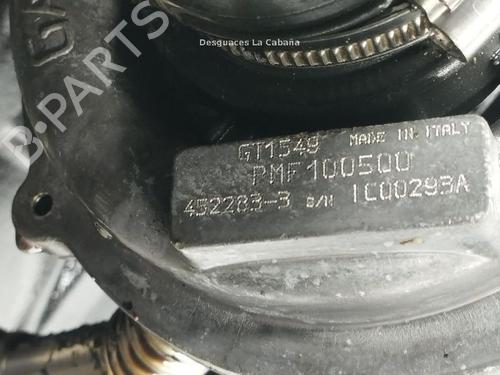 Desguaces La Cabaña
B-PARTS
GT1549 MADE IN ITALY
PMF100500
452283-3 S/N 1C00293A